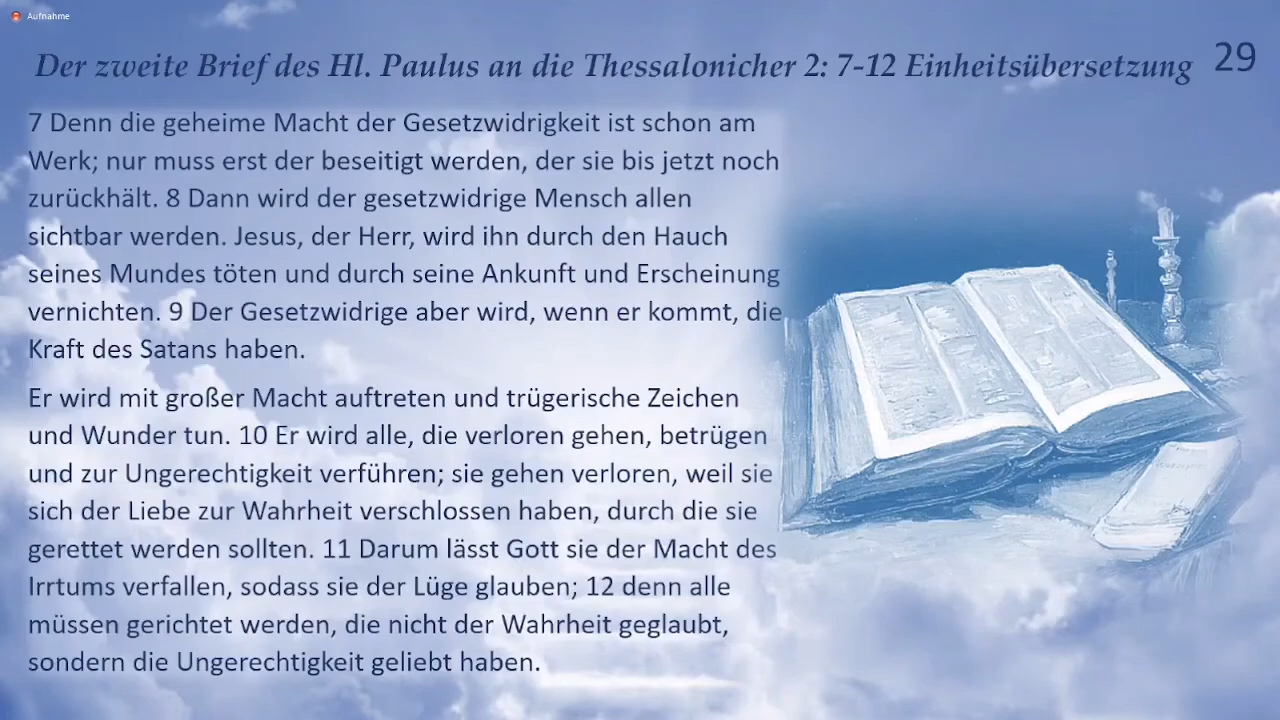 Aufnahme
Der zweite Brief des Hl. Paulus an die Thessalonicher 2: 7-12 Einheitsübersetzung 29
7 Denn die geheime Macht der Gesetzwidrigkeit ist schon am
Werk; nur muss erst der beseitigt werden, der sie bis jetzt noch
zurückhält. 8 Dann wird der gesetzwidrige Mensch allen
sichtbar werden. Jesus, der Herr, wird ihn durch den Hauch
seines Mundes töten und durch seine Ankunft und Erscheinung
vernichten. 9 Der Gesetzwidrige aber wird, wenn er kommt, die
Kraft des Satans haben.
Er wird mit großer Macht auftreten und trügerische Zeichen
und Wunder tun. 10 Er wird alle, die verloren gehen, betrügen
und zur Ungerechtigkeit verführen; sie gehen verloren, weil sie
sich der Liebe zur Wahrheit verschlossen haben, durch die sie
gerettet werden sollten. 11 Darum lässt Gott sie der Macht des
Irrtums verfallen, sodass sie der Lüge glauben; 12 denn alle
müssen gerichtet werden, die nicht der Wahrheit geglaubt,
sondern die Ungerechtigkeit geliebt haben.